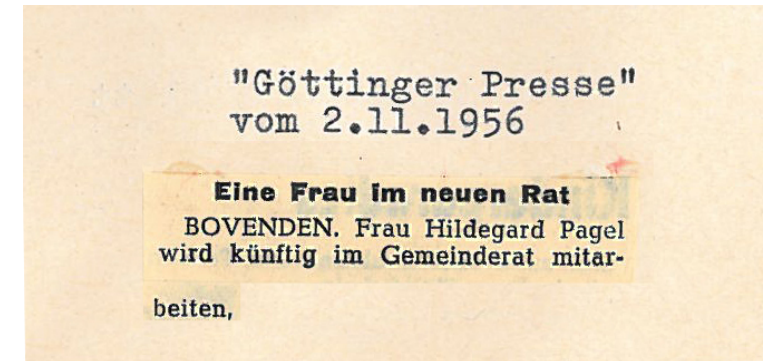 "Göttinger Presse"
vom 2.11.1956
Eine Frau im neuen Rat
BOVENDEN. Frau Hildegard Pagel
wird künftig im Gemeinderat mitar-
beiten,